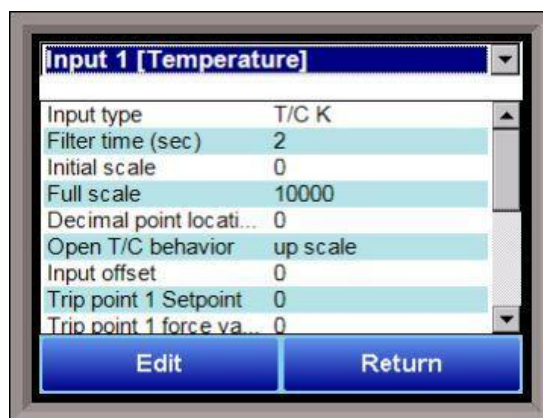 Input 1 [Temperature]
Input type T/C K
Filter time (sec) 2
Initial scale 0
Full scale 10000
Decimal point locati... 0
Open T/C behavior up scale
Input offset 0
Trip point 1 Setpoint 0
Trip point 1 force va... 0
Edit Return